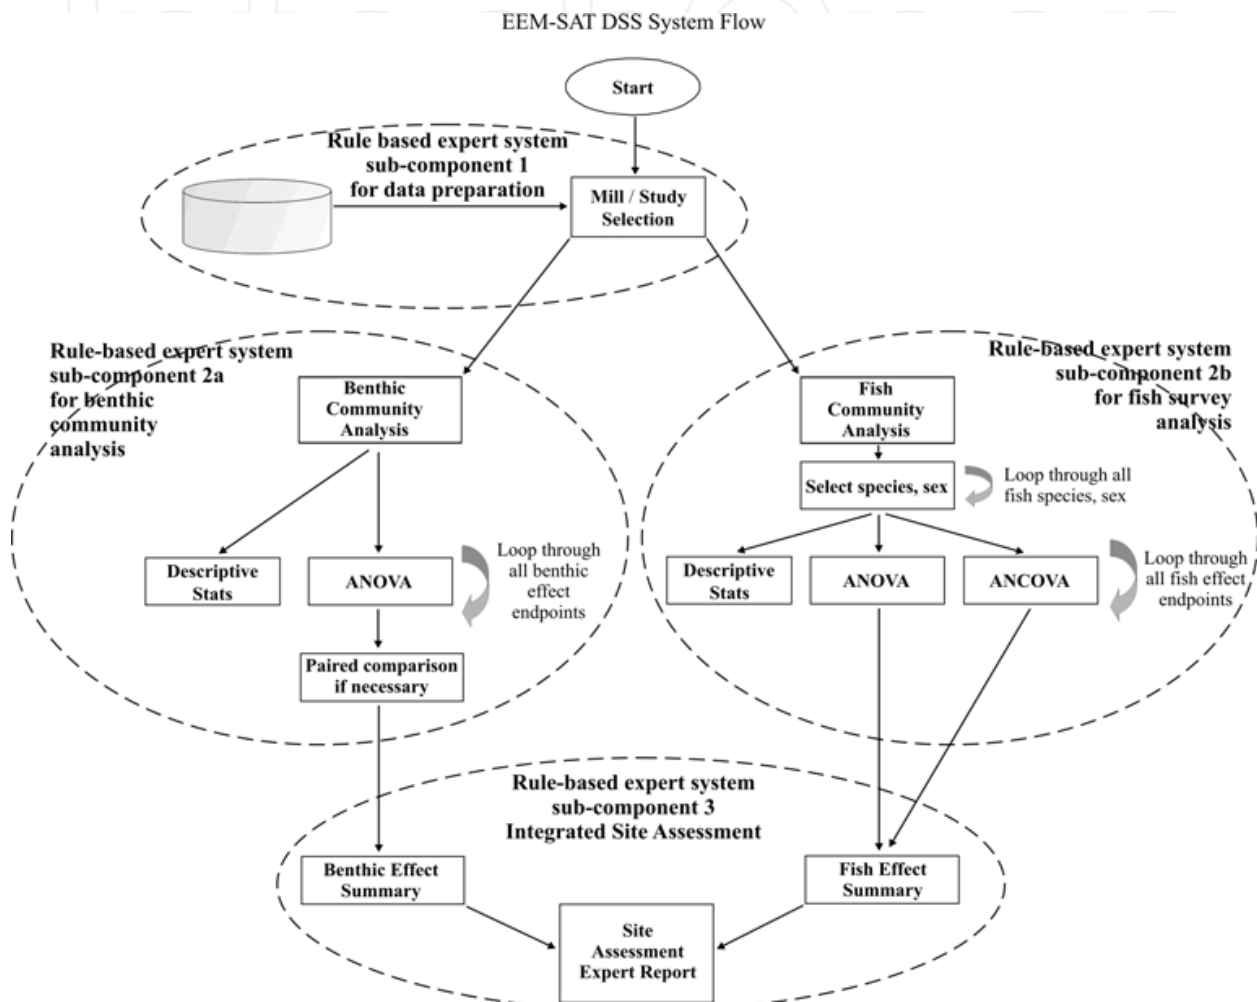 EEM-SAT DSS System Flow
Start
Rule based expert system
sub-component 1
for data preparation
Mill / Study
Selection
Rule-based expert system
sub-component 2a
for benthic
community
analysis
Benthic
Community
Analysis
Descriptive
Stats
ANOVA
Loop through
all benthic
effect
endpoints
Paired comparison
if necessary
Rule-based expert system
sub-component 2b
for fish survey
analysis
Fish
Community
Analysis
Select species, sex
Loop through all
fish species, sex
Descriptive
Stats
ANOVA
ANCOVA
Loop through
all fish effect
endpoints
Rule-based expert system
sub-component 3
Integrated Site Assessment
Benthic Effect
Summary
Fish Effect
Summary
Site
Assessment
Expert Report